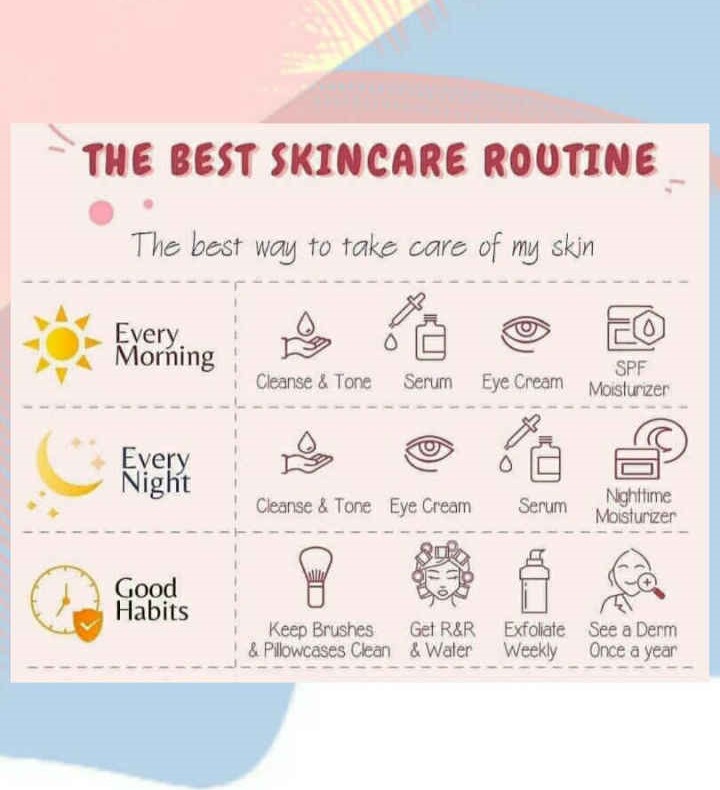 THE BEST SKINCARE ROUTINE
The best way to take care of my skin
Every
Morning
Cleanse & Tone
Serum
Eye Cream
SPF
Moisturizer
Every
Night
Cleanse & Tone
Eye Cream
Serum
Nighttime
Moisturizer
Good
Habits
Keep Brushes
& Pillowcases Clean
Get R&R
& Water
Exfoliate
Weekly
See a Derm
Once a year